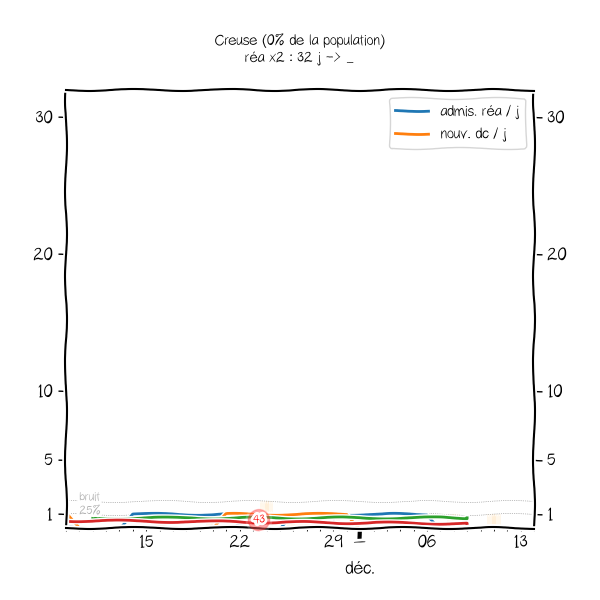 Creuse (0% de la population)
réa x2 : 32 j -> _
admis. réa / j
nouv. dc / j
30
30
20
20
10
10
5
5
bruit
25%
1
1
43
15
22
29
06
13
déc.